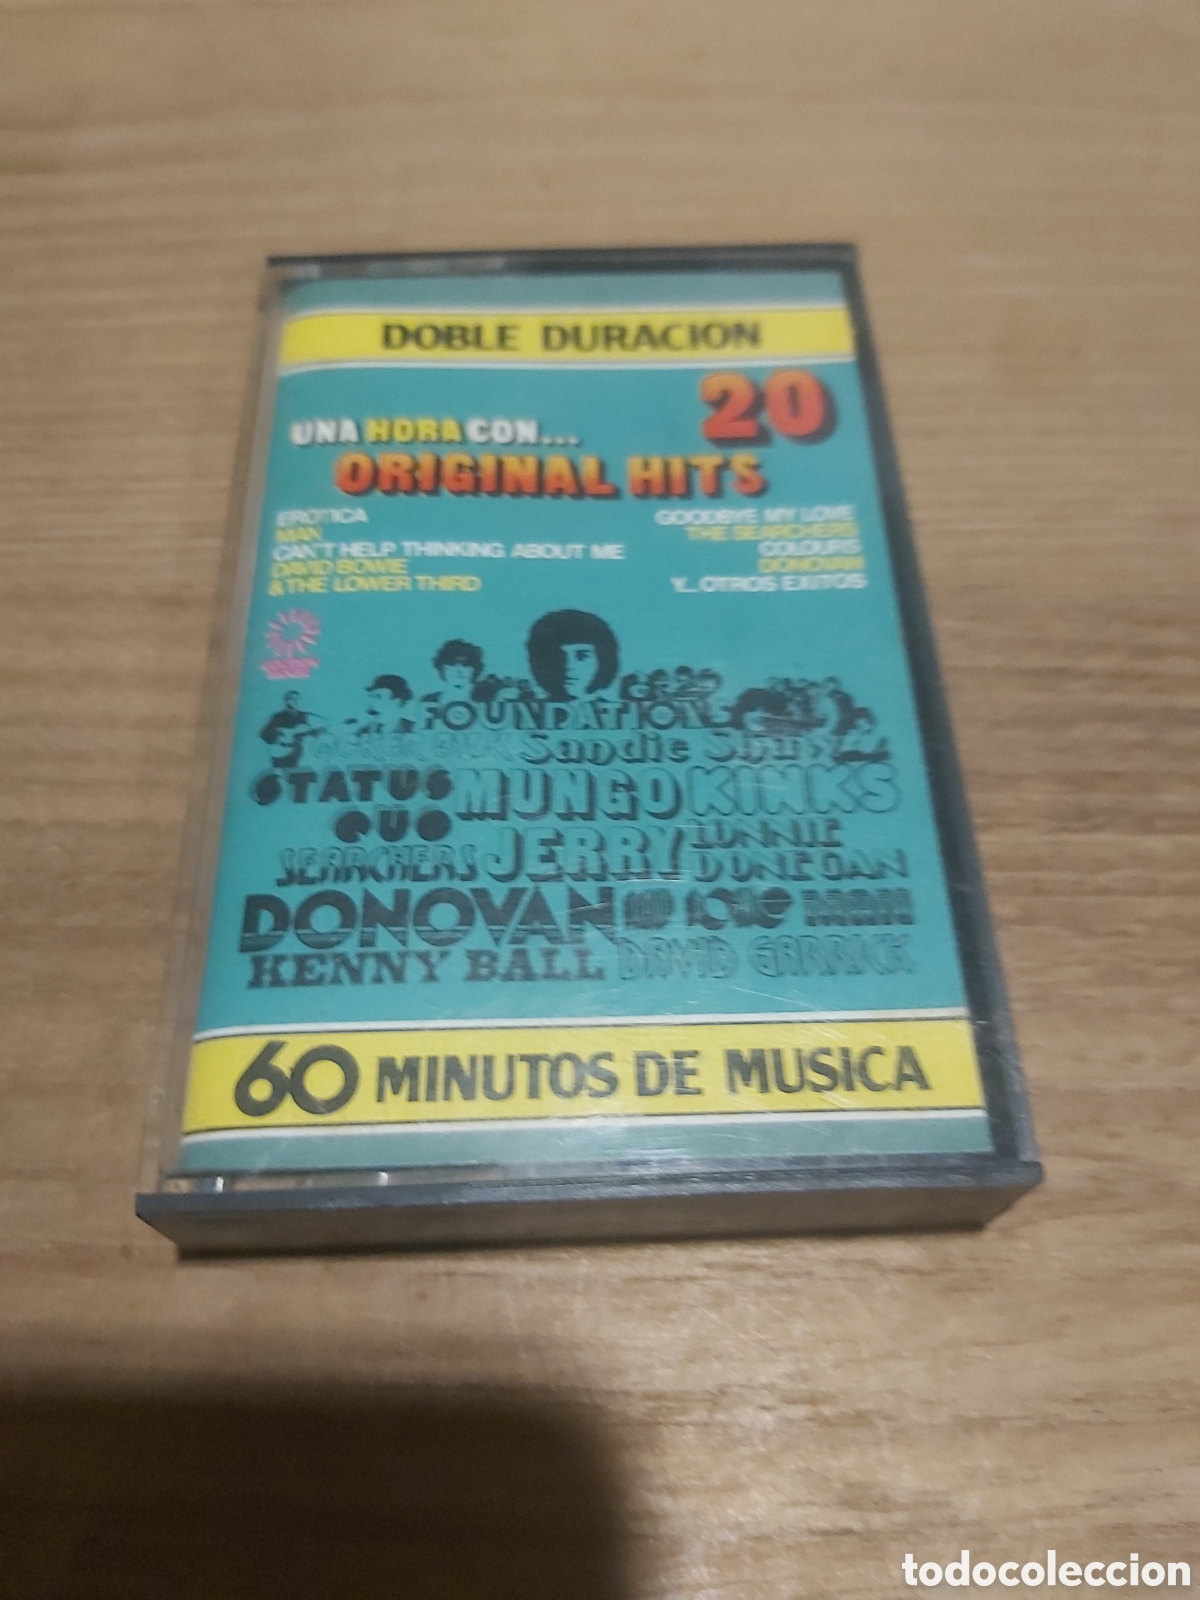 DOBLE DURACION
20
UNA HORA CON...
ORIGINAL HITS
EROTICA
MAN
CAN'T HELP THINKING ABOUT ME
DAVID BOWIE
& THE LOWER THIRD
GOODBYE MY LOVE
THE SEARCHERS
COLOURS
DONOVAN
Y... OTROS EXITOS
FOUNDATIONS
Sandie Shaw
STATUS QUO
MUNGO JERRY
KINKS
SEARCHERS
LONNIE DONEGAN
DONOVAN
MAN
KENNY BALL
DAVID GARRICK
60 MINUTOS DE MUSICA
todocoleccion